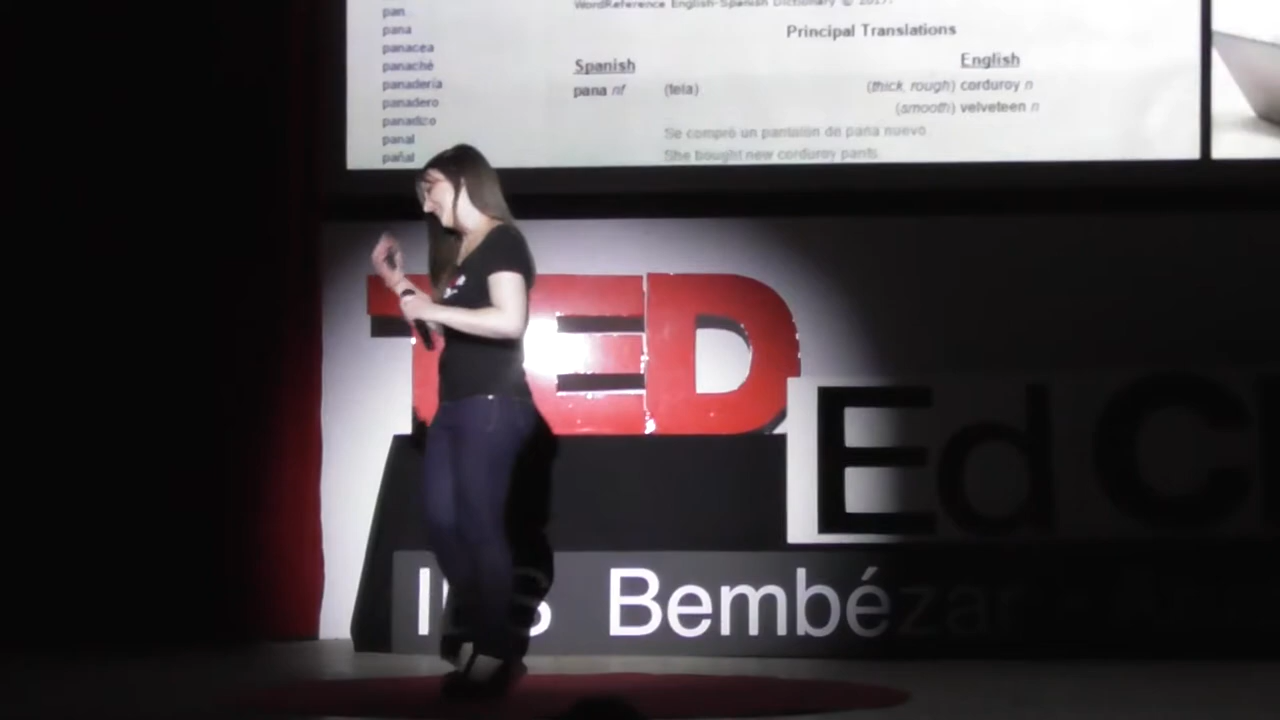 WordReference English-Spanish Dictionary © 2017:
Principal Translations
Spanish
English
pana nf (tela) (thick, rough) corduroy n
(smooth) velveteen n
Se compró un pantalón de pana nuevo
She bought new corduroy pants
pan
pana
panacea
panaché
panadería
panadero
panadizo
panal
pañal
TED
Ed C
I S Bembézar